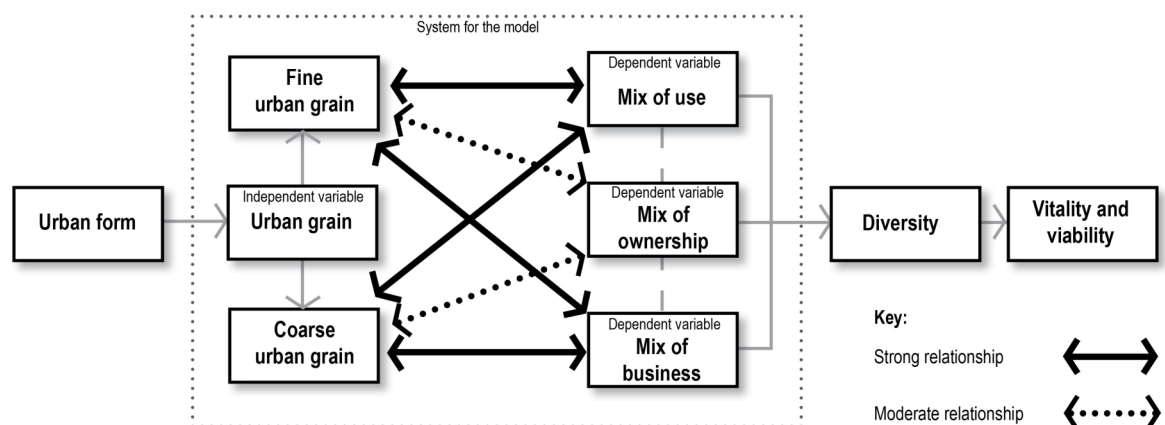 System for the model
Fine
urban grain
Dependent variable
Mix of use
Urban form
Independent variable
Urban grain
Dependent variable
Mix of
ownership
Diversity
Vitality and
viability
Coarse
urban grain
Dependent variable
Mix of
business
Key:
Strong relationship
Moderate relationship